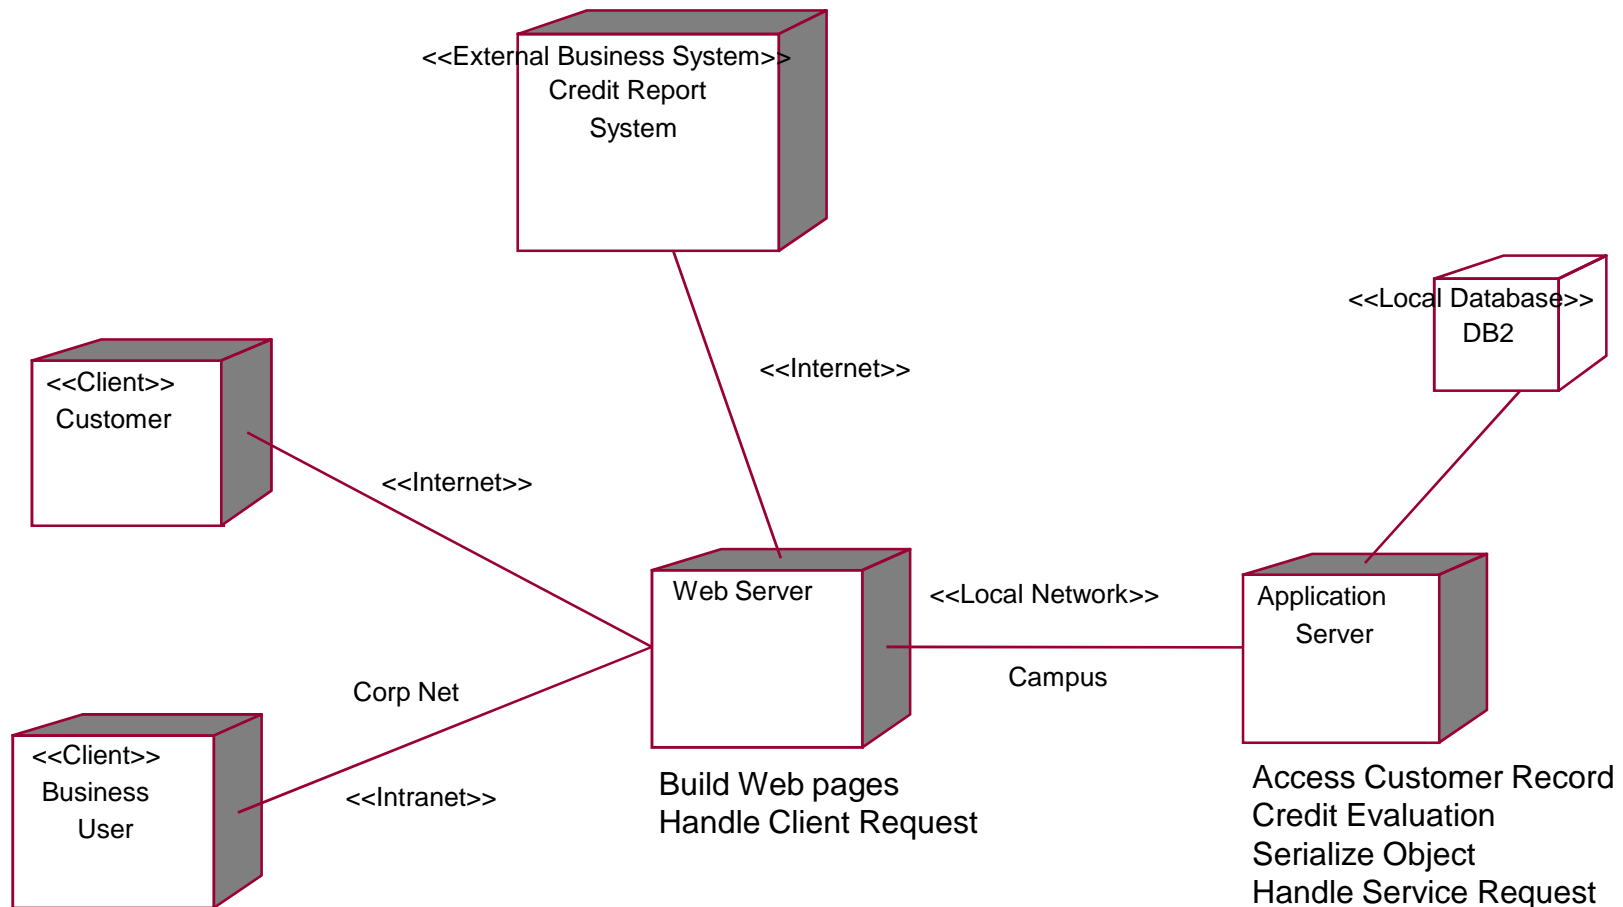 <<External Business System>>
Credit Report
System
<<Local Database>>
DB2
<<Internet>>
<<Client>>
Customer
<<Internet>>
Web Server
<<Local Network>>
Application
Server
Campus
Corp Net
<<Client>>
Business
User
<<Intranet>>
Build Web pages
Handle Client Request
Access Customer Record
Credit Evaluation
Serialize Object
Handle Service Request